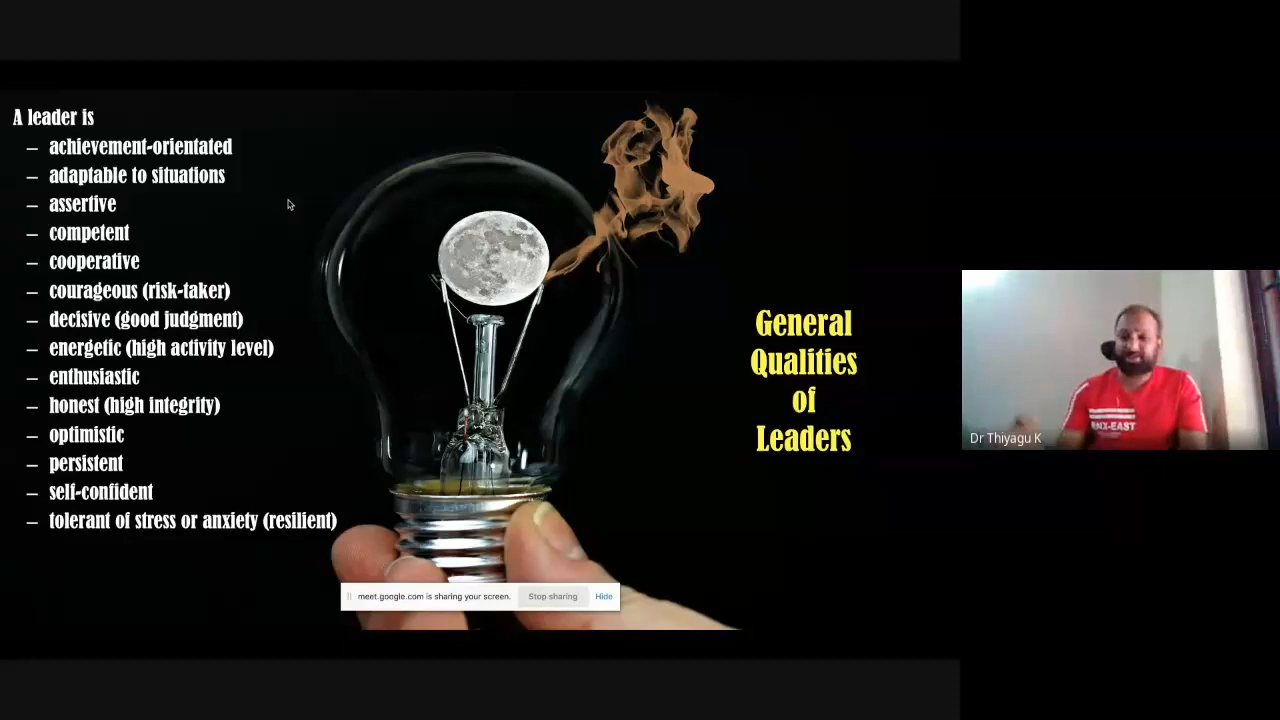 A leader is
– achievement-orientated
– adaptable to situations
– assertive
– competent
– cooperative
– courageous (risk-taker)
– decisive (good judgment)
– energetic (high activity level)
– enthusiastic
– honest (high integrity)
– optimistic
– persistent
– self-confident
– tolerant of stress or anxiety (resilient)
General
Qualities
of
Leaders
meet.google.com is sharing your screen. Stop sharing Hide
Dr Thiyagu K